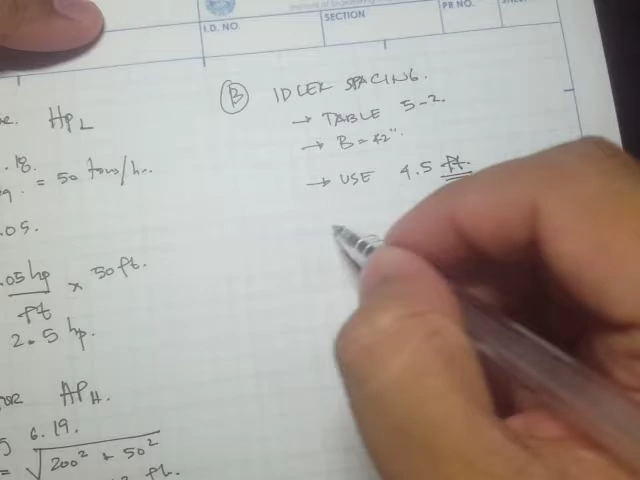 I.D. NO.
SECTION
PR NO.
HP L
.18.
= 50 tons/hr.
.05.
.05 hp
ft
× 50 ft.
2.5 hp.
AP H.
6.19.
= √200² + 50²
ft.
B IDLER SPACING.
→ TABLE 5-2.
→ B = 42".
→ USE 4.5 ft.